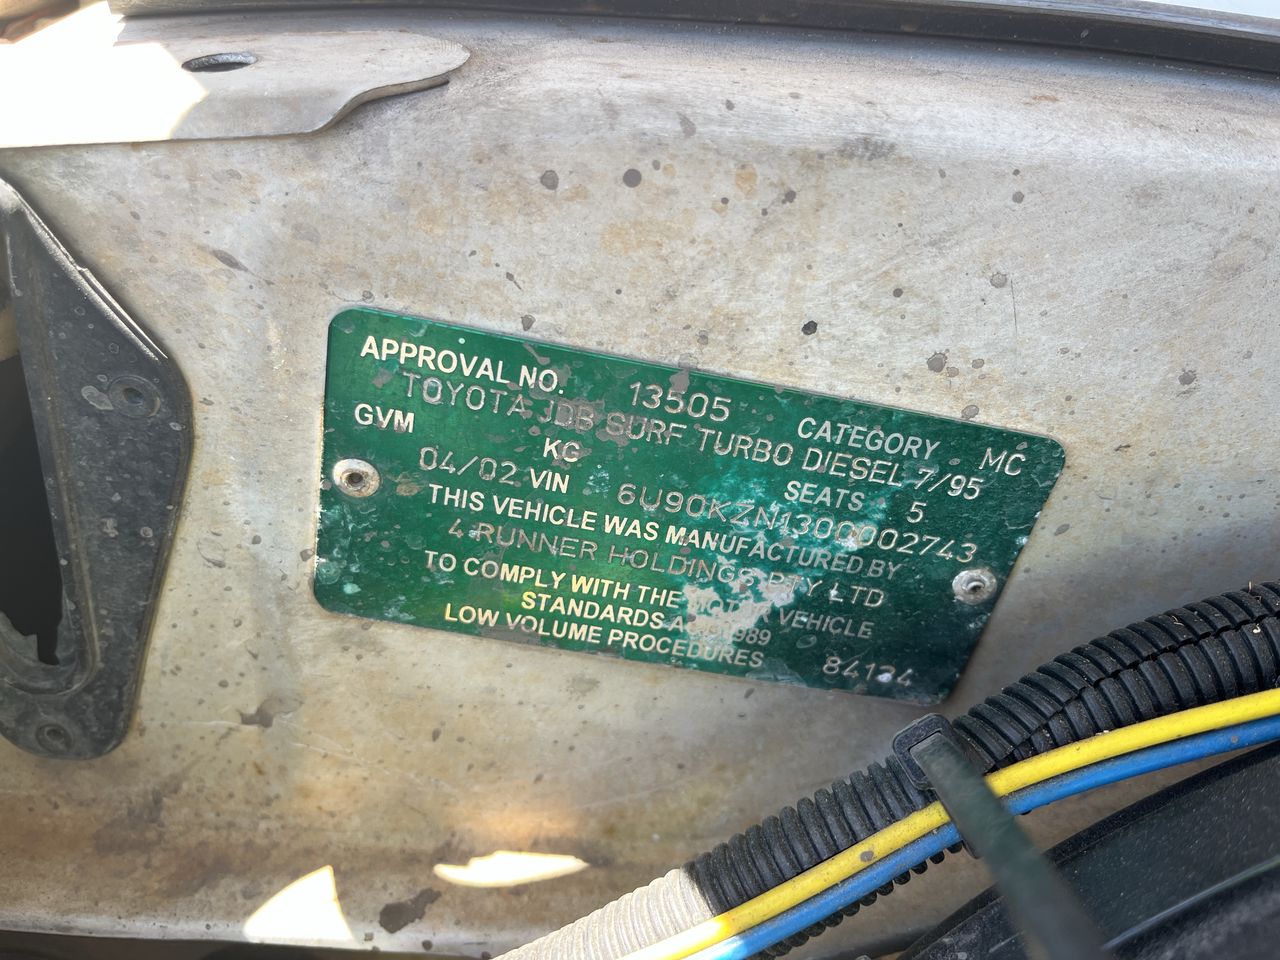 APPROVAL NO. 13505 CATEGORY MC
TOYOTA JDB SURF TURBO DIESEL 7/95
GVM KG SEATS 5
04/02 VIN 6U90KZN1300002743
THIS VEHICLE WAS MANUFACTURED BY
4 RUNNER HOLDINGS PTY LTD
TO COMPLY WITH THE MOTOR VEHICLE
STANDARDS 1989
LOW VOLUME PROCEDURES 84134